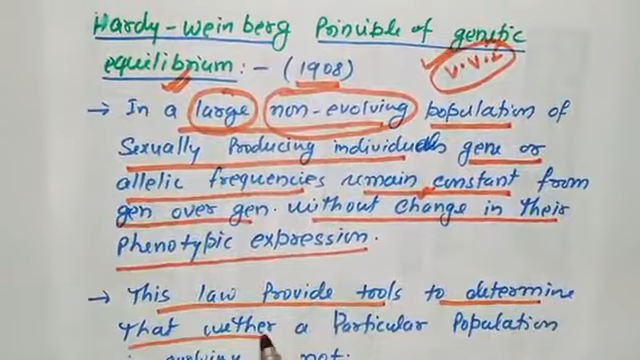 Hardy-weinberg Principle of genetic
equilibrium:- (1908) V.V.I
→ In a large non-evolving population of
Sexually Producing individuals gene or
allelic frequencies remain constant from
gen over gen. without change in their
phenotypic expression.
→ This law Provide tools to determine
that wether a Particular Population
evolving not.